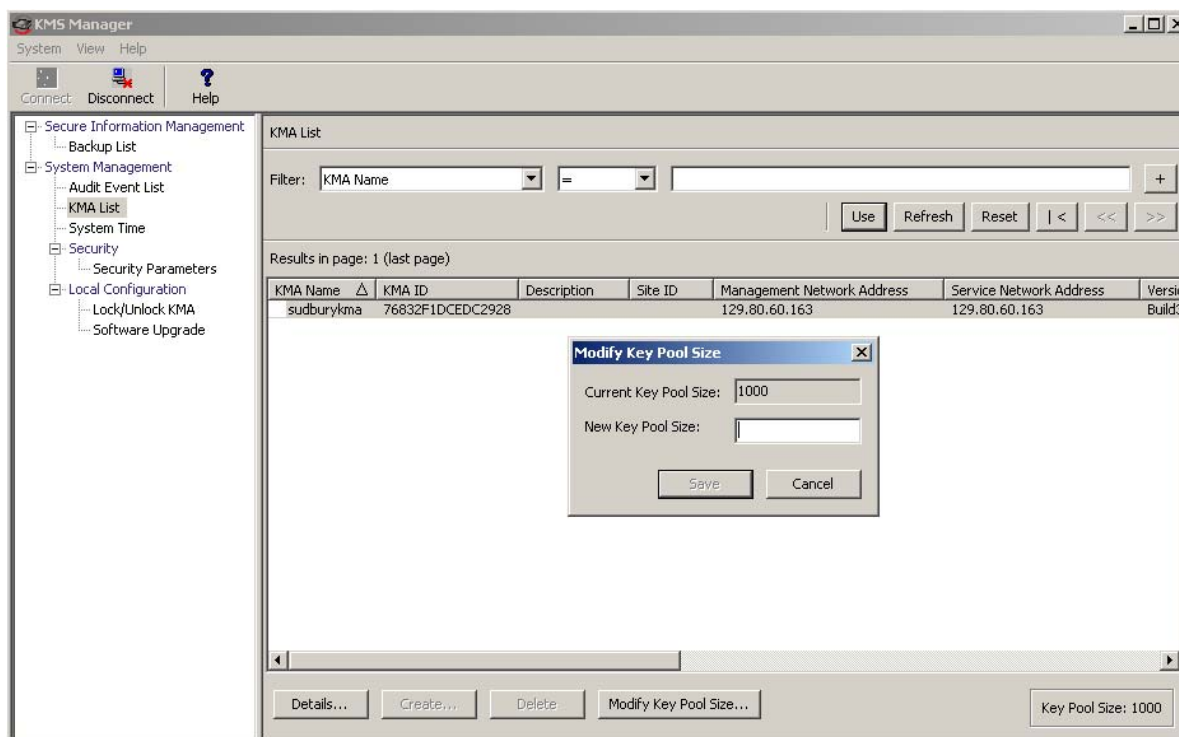 KMS Manager
System View Help
Connect Disconnect Help
Secure Information Management
Backup List
System Management
Audit Event List
KMA List
System Time
Security
Security Parameters
Local Configuration
Lock/Unlock KMA
Software Upgrade
KMA List
Filter: KMA Name = +
Use Refresh Reset |< << >>
Results in page: 1 (last page)
KMA Name KMA ID Description Site ID Management Network Address Service Network Address Versi
sudburykma 76832F1DCEDC2928 129.80.60.163 129.80.60.163 Build
Modify Key Pool Size
Current Key Pool Size: 1000
New Key Pool Size:
Save Cancel
Details... Create... Delete Modify Key Pool Size... Key Pool Size: 1000